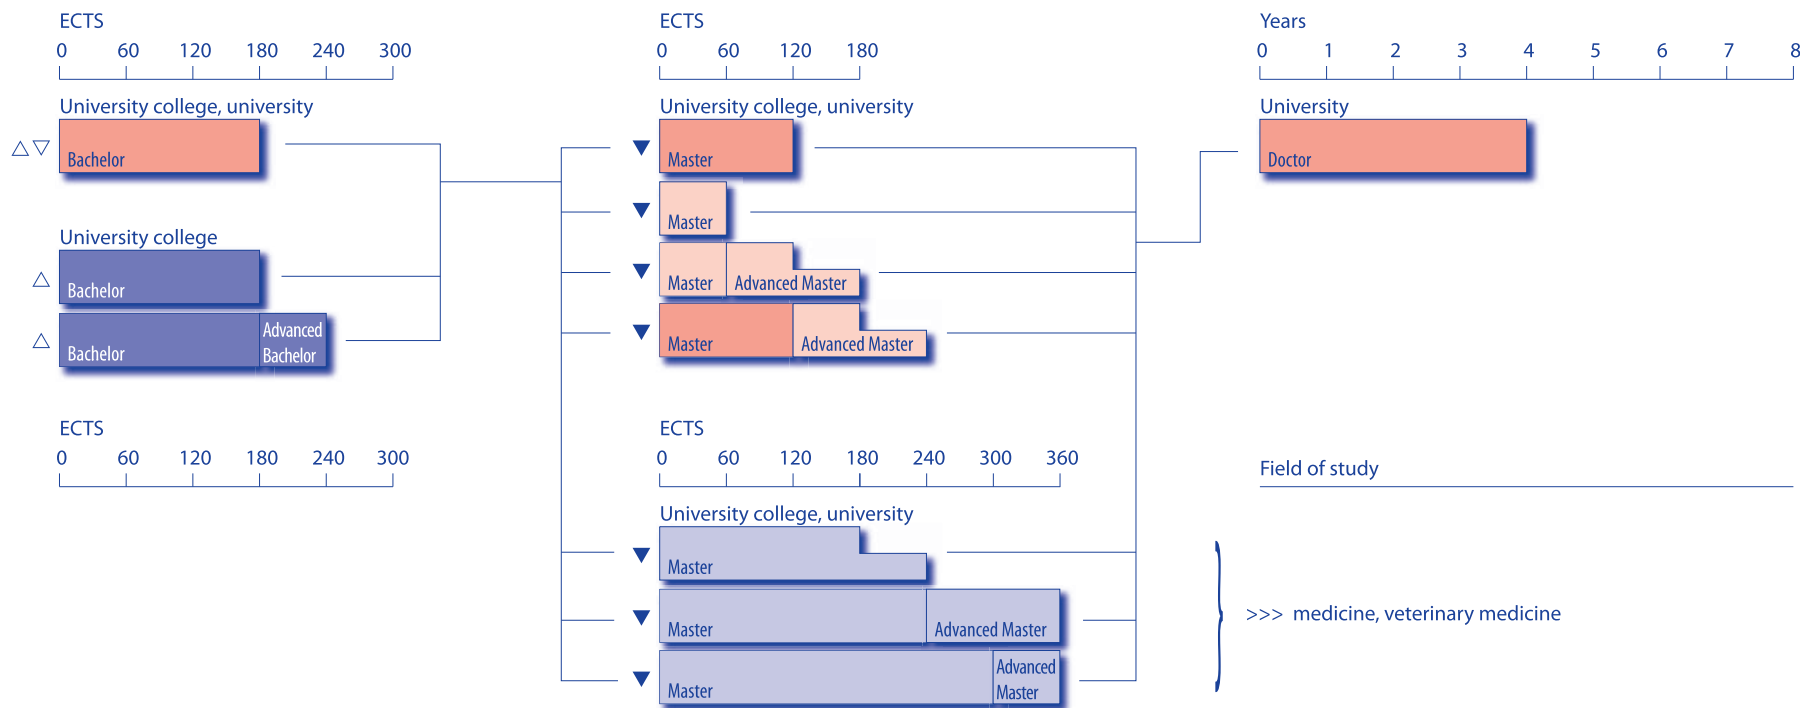 ECTS
0 60 120 180 240 300
University college, university
Bachelor
University college
Bachelor
Bachelor
Advanced
Bachelor
ECTS
0 60 120 180 240 300
ECTS
0 60 120 180
University college, university
Master
Master
Master
Advanced Master
Master
Advanced Master
ECTS
0 60 120 180 240 300 360
University college, university
Master
Master
Advanced Master
Master
Advanced
Master
Years
0 1 2 3 4 5 6 7 8
University
Doctor
Field of study
>>> medicine, veterinary medicine